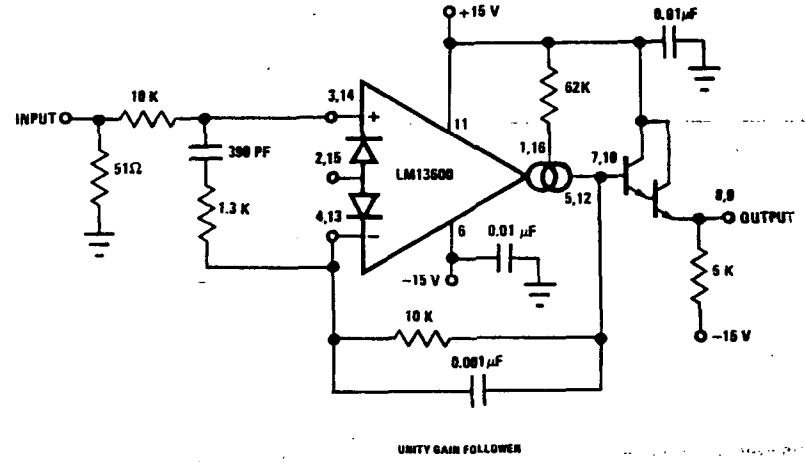 +15 V
0.01µF
10 K
3,14
62K
INPUT
+
11
1,16
7,10
390 PF
2,15
LM13600
51Ω
5,12
8,9
1.3 K
4,13
OUTPUT
−
6
0.01 µF
5 K
−15 V
10 K
−15 V
0.001µF
UNITY GAIN FOLLOWER